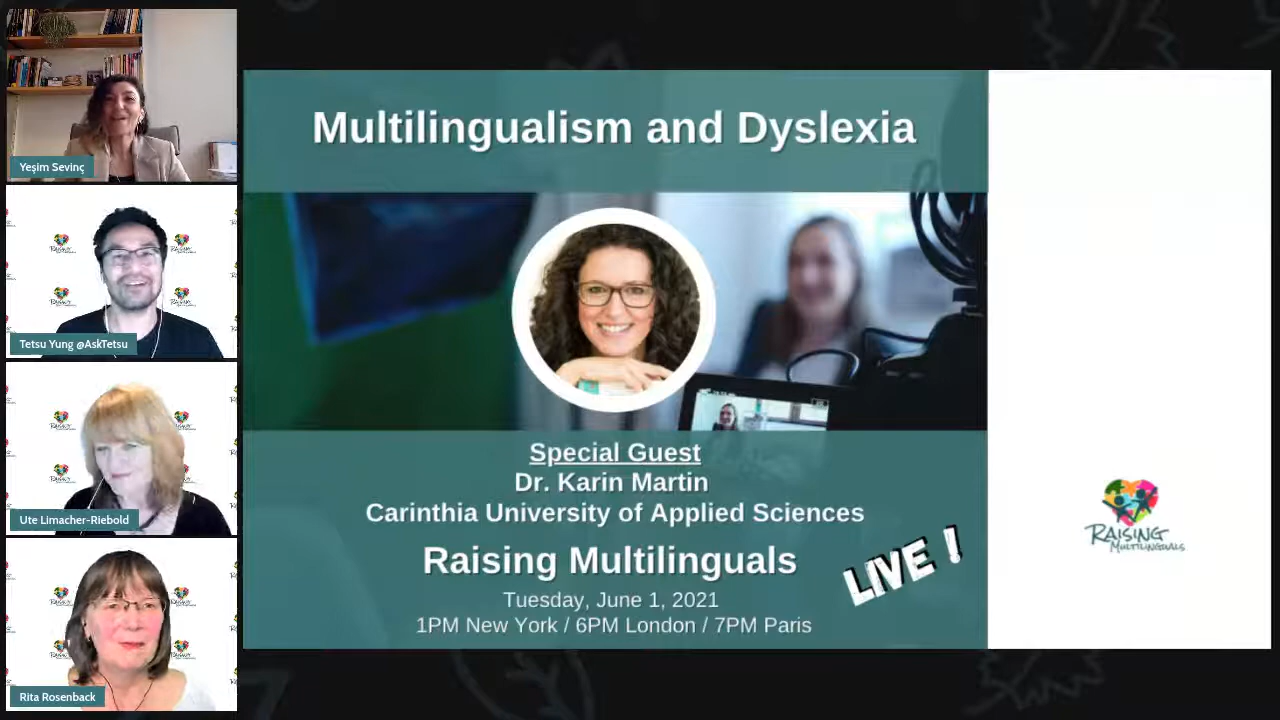 Yeşim Sevinç
Tetsu Yung @AskTetsu
Ute Limacher-Riebold
Rita Rosenback
Multilingualism and Dyslexia
Special Guest
Dr. Karin Martin
Carinthia University of Applied Sciences
Raising Multilinguals
LIVE !
Tuesday, June 1, 2021
1PM New York / 6PM London / 7PM Paris
RAISING
MULTILINGUALS